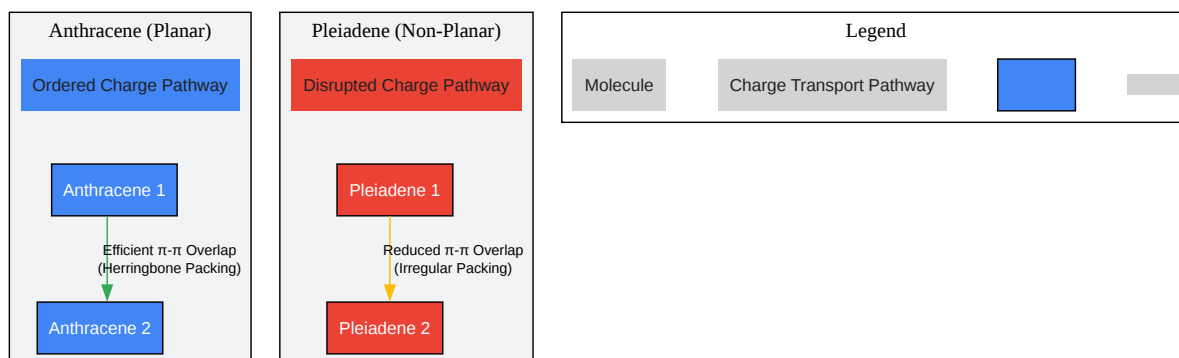 Anthracene (Planar)
Ordered Charge Pathway
Anthracene 1
Efficient π-π Overlap
(Herringbone Packing)
Anthracene 2
Pleiadene (Non-Planar)
Disrupted Charge Pathway
Pleiadene 1
Reduced π-π Overlap
(Irregular Packing)
Pleiadene 2
Legend
Molecule
Charge Transport Pathway